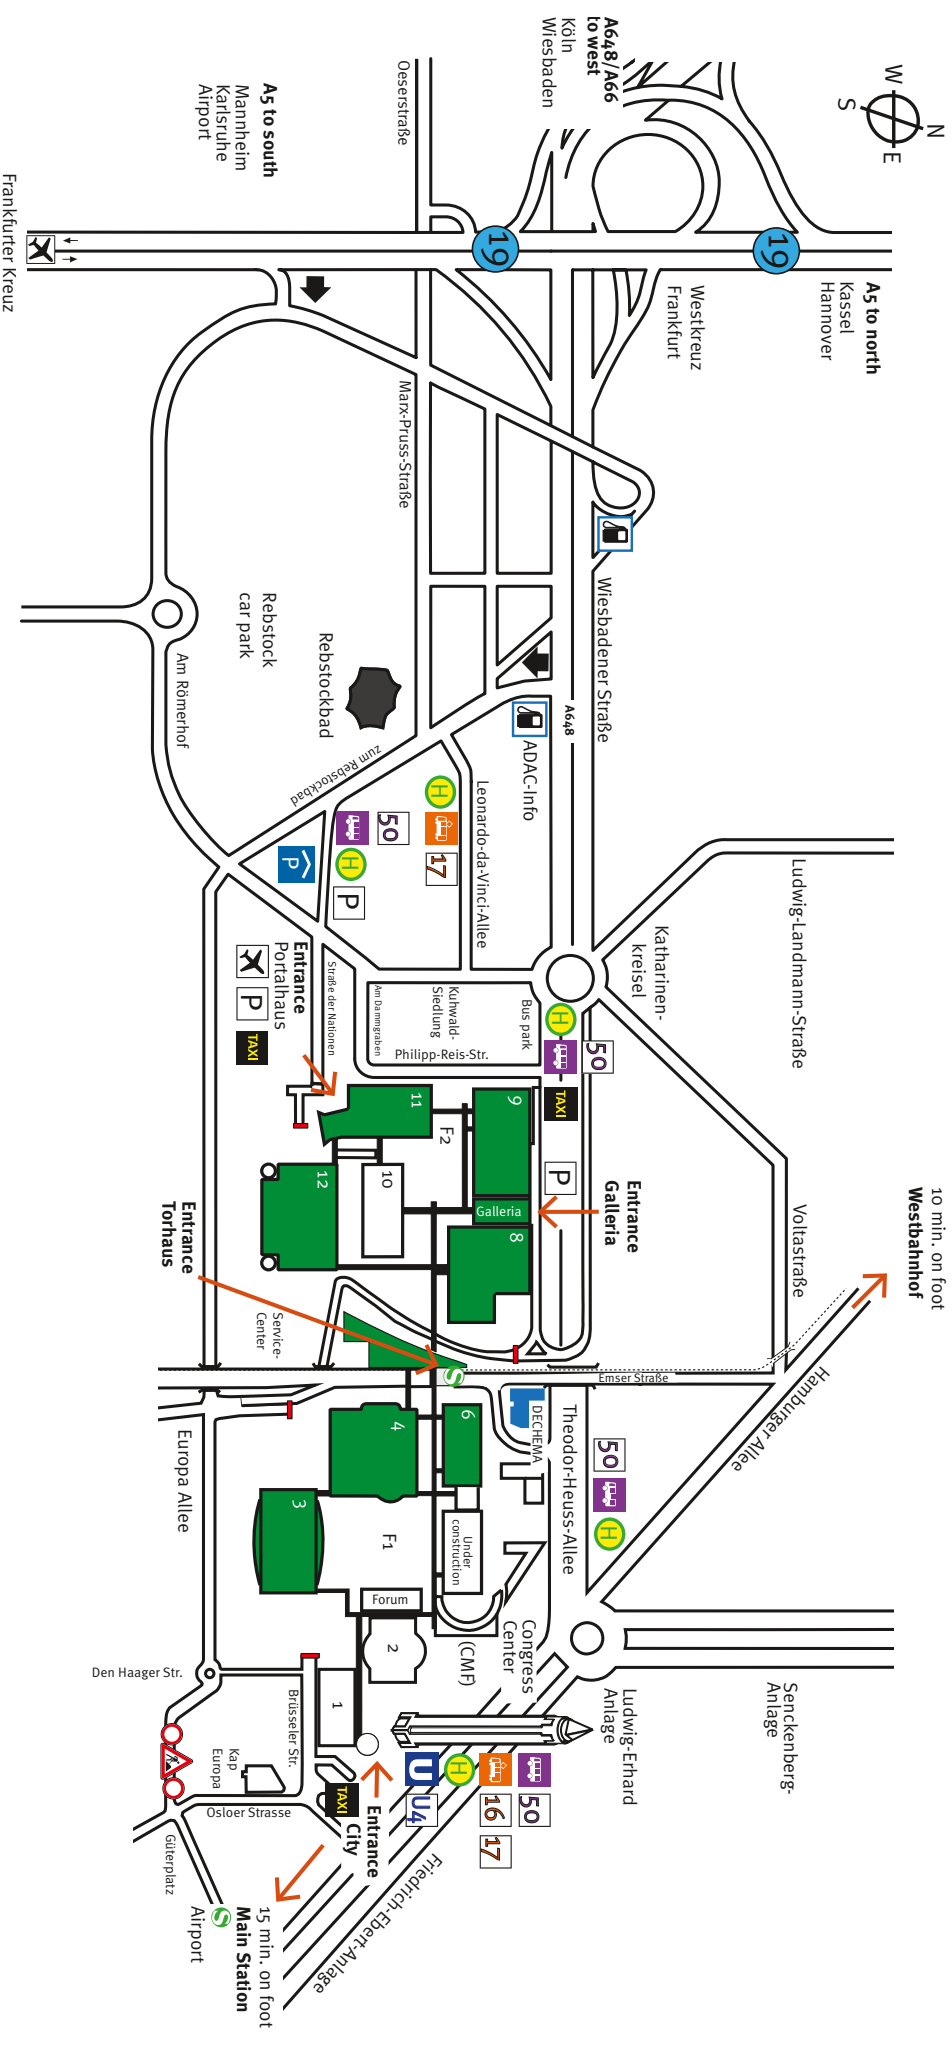 W
N
S
E
A648/A66
to west
Köln
Wiesbaden
Oeserstraße
A5 to south
Mannheim
Karlsruhe
Airport
Frankfurter Kreuz
19
19
A5 to north
Kassel
Hannover
Westkreuz
Frankfurt
Marx-Pruss-Straße
Wiesbadener Straße
A648
Rebstock
car park
Rebstockbad
Am Römerhof
zum Rebstockbad
ADAC-Info
Leonardo-da-Vinci-Allee
H
17
50
H
P
P
Ludwig-Landmann-Straße
Katharinen-
kreisel
Entrance
Portalhaus
P
TAXI
Straße der Nationen
Am Dammgraben
Kuhwald-
Siedlung
Philipp-Reis-Str.
Bus park
H
50
TAXI
P
Entrance
Galleria
Voltastraße
10 min. on foot
Westbahnhof
9
11
F2
10
12
Galleria
8
Entrance
Torhaus
Service-
Center
S
Emser Straße
Hamburger Allee
DECHEMA
Theodor-Heuss-Allee
50
H
6
4
3
F1
Under
construction
Forum
2
1
Europa Allee
Congress
Center
(CMF)
Ludwig-Erhard
Anlage
Senckenberg-
Anlage
Den Haager Str.
Brüsseler Str.
Kap
Europa
Osloer Strasse
Güterplatz
TAXI
Entrance
City
U
U4
H
16
17
50
Friedrich-Ebert-Anlage
15 min. on foot
Main Station
S
Airport